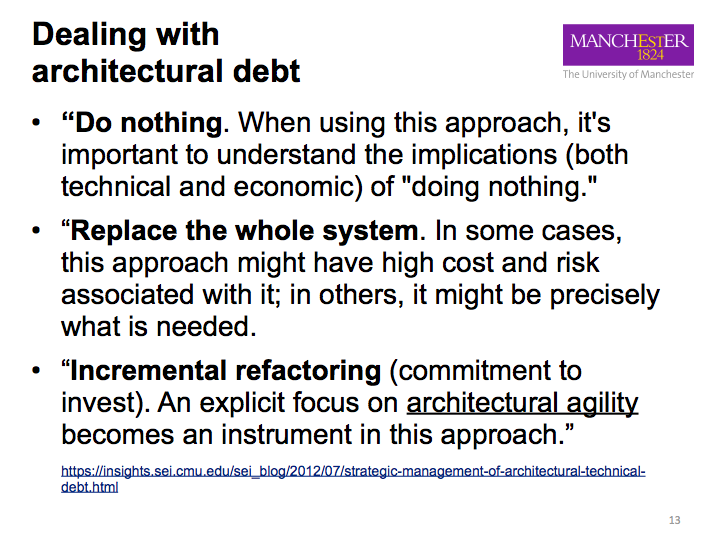 Dealing with
architectural debt
MANCHEstER
1824
The University of Manchester
• “Do nothing. When using this approach, it's
important to understand the implications (both
technical and economic) of "doing nothing."
• “Replace the whole system. In some cases,
this approach might have high cost and risk
associated with it; in others, it might be precisely
what is needed.
• “Incremental refactoring (commitment to
invest). An explicit focus on architectural agility
becomes an instrument in this approach.”
https://insights.sei.cmu.edu/sei_blog/2012/07/strategic-management-of-architectural-technical-
debt.html
13